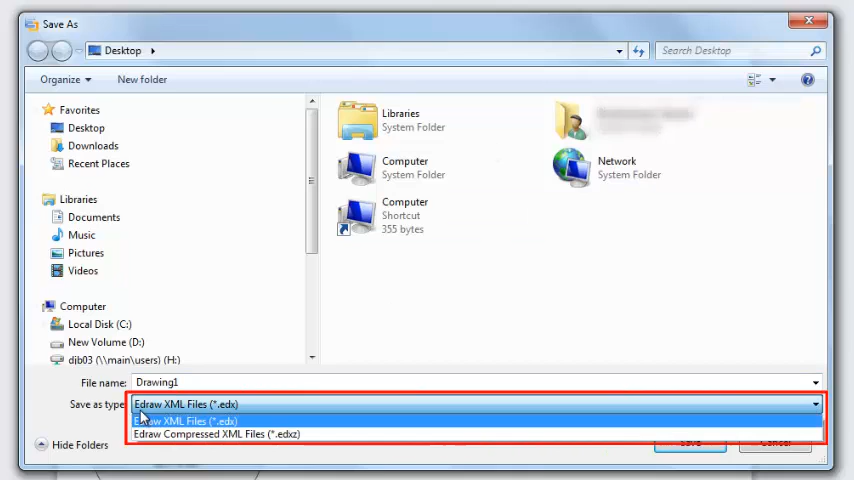 Save As
Desktop
Search Desktop
Organize
New folder
Favorites
Desktop
Downloads
Recent Places
Libraries
Documents
Music
Pictures
Videos
Computer
Local Disk (C:)
New Volume (D:)
djb03 (\\main\users) (H:)
Libraries
System Folder
Computer
System Folder
Network
System Folder
Computer
Shortcut
355 bytes
File name: Drawing1
Save as type: Edraw XML Files (*.edx)
Edraw XML Files (*.edx)
Edraw Compressed XML Files (*.edxz)
Hide Folders
Save
Cancel